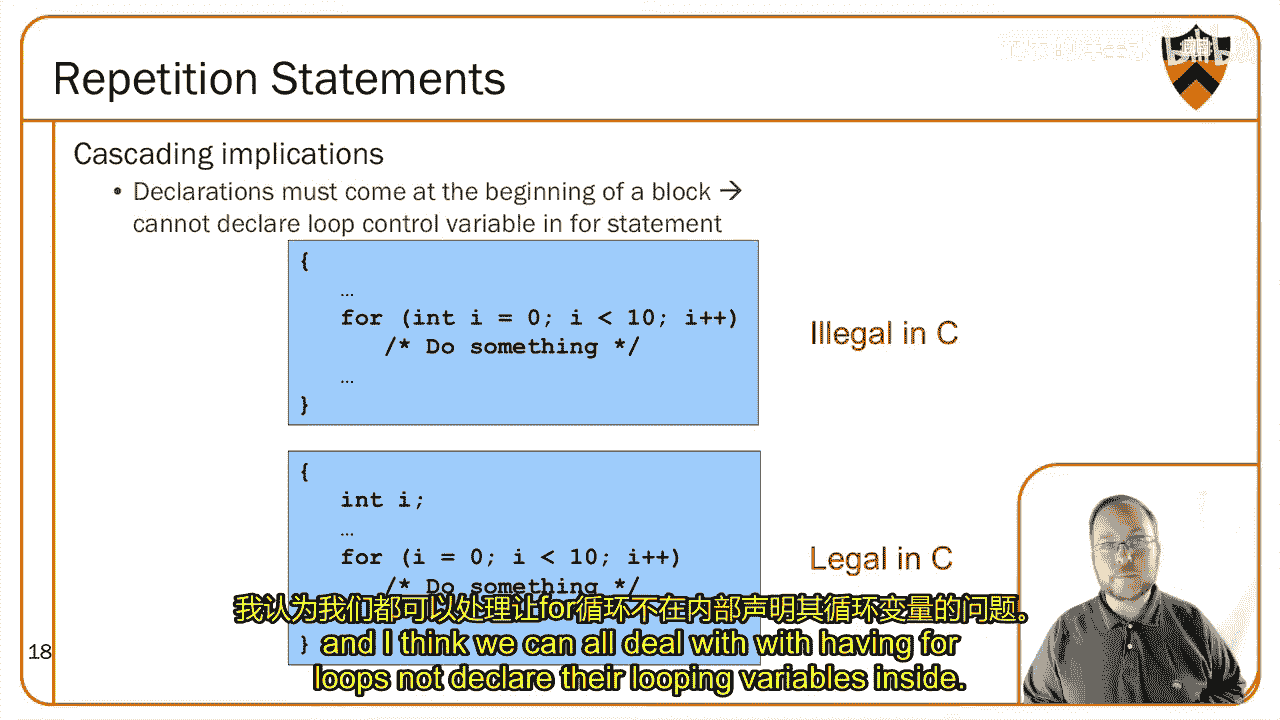 Repetition Statements
Cascading implications
• Declarations must come at the beginning of a block →
cannot declare loop control variable in for statement
{
…
for (int i = 0; i < 10; i++)
/* Do something */
…
}
Illegal in C
{
int i;
…
for (i = 0; i < 10; i++)
/* Do something */
}
Legal in C
我认为我们都可以处理让for循环不在内部声明其循环变量的问题。
and I think we can all deal with with having for
loops not declare their looping variables inside.
18